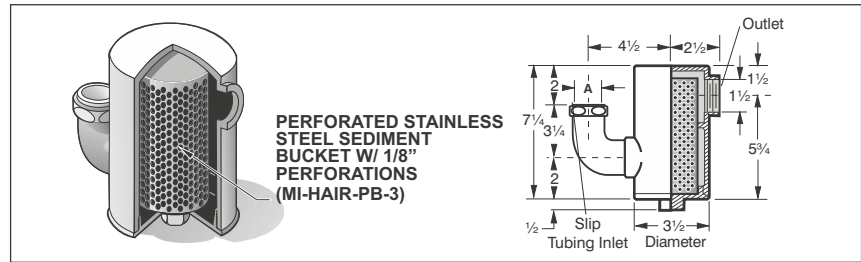 PERFORATED STAINLESS
STEEL SEDIMENT
BUCKET W/ 1/8”
PERFORATIONS
(MI-HAIR-PB-3)
Outlet
4½
2½
1½
2
A
1½
7¼
3¼
5¾
2
½
Slip
Tubing Inlet
3½
Diameter